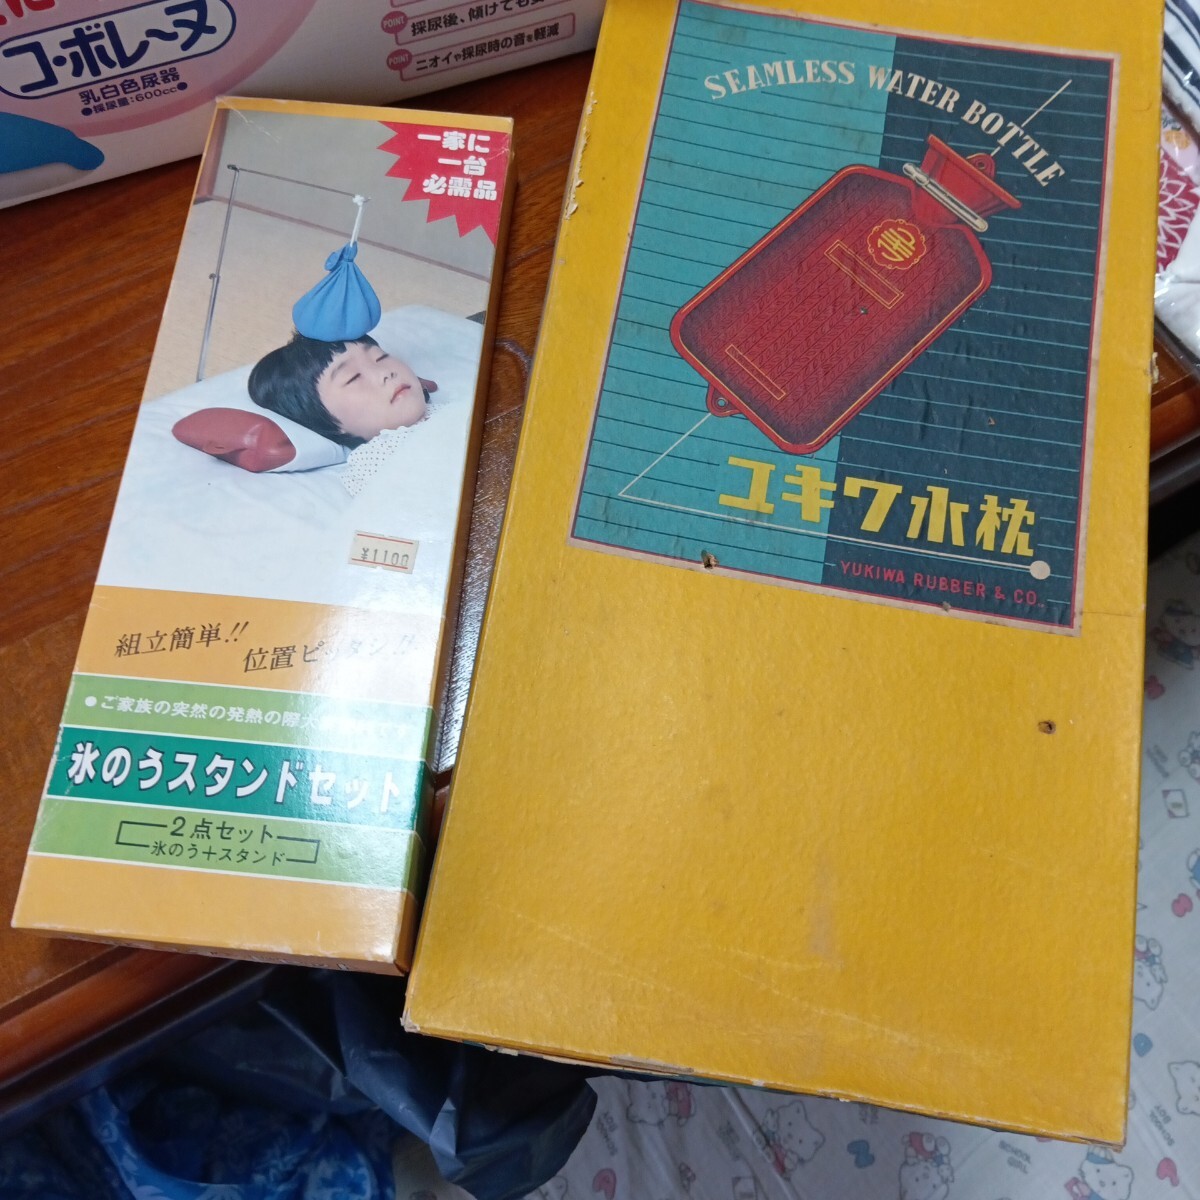 コ・ボレ〜ヌ
乳白色尿器
●採尿量:600cc●
POINT
採尿後、傾けても
POINT
ニオイや採尿時の音を軽減
一家に
一台
必需品
¥1100
組立簡単!!
位置ピッタシ!!
●ご家族の突然の発熱の際大
氷のうスタンドセット
2点セット
氷のう+スタンド
SEAMLESS WATER BOTTLE
ユキワ水枕
YUKIWA RUBBER & CO.